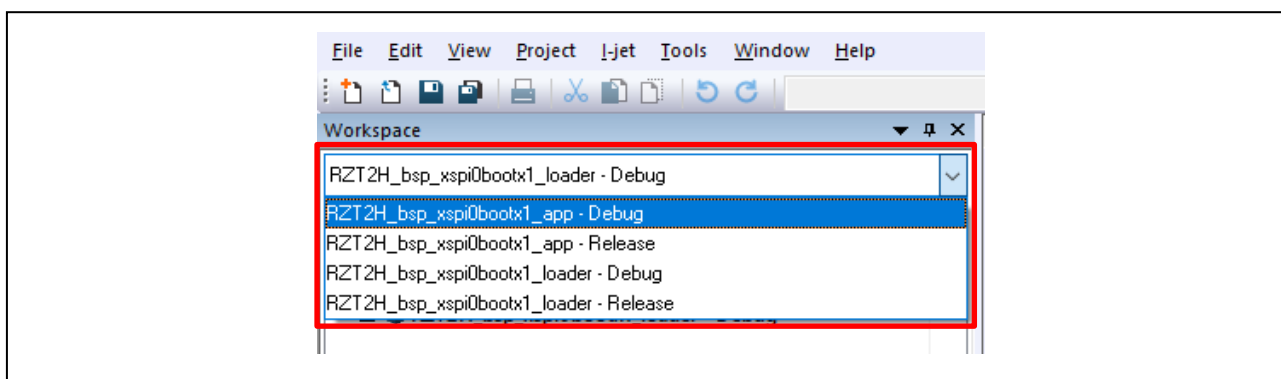 File Edit View Project I-jet Tools Window Help
Workspace
RZT2H_bsp_xspi0bootx1_loader - Debug
RZT2H_bsp_xspi0bootx1_app - Debug
RZT2H_bsp_xspi0bootx1_app - Release
RZT2H_bsp_xspi0bootx1_loader - Debug
RZT2H_bsp_xspi0bootx1_loader - Release